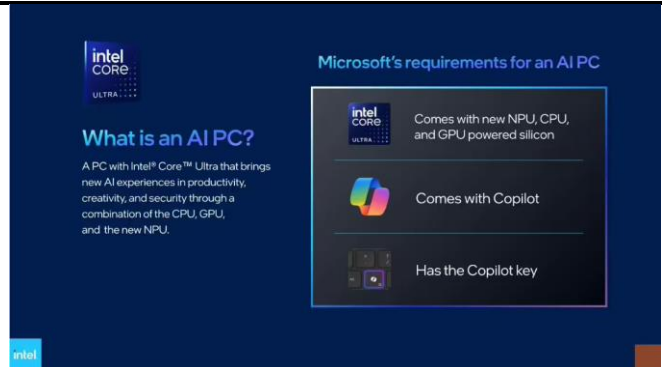 intel
CORE
ULTRA
What is an AI PC?
A PC with Intel® Core™ Ultra that brings
new AI experiences in productivity,
creativity, and security through a
combination of the CPU, GPU,
and the new NPU.
Microsoft's requirements for an AI PC
intel
CORE
ULTRA
Comes with new NPU, CPU,
and GPU powered silicon
Comes with Copilot
Has the Copilot key
intel